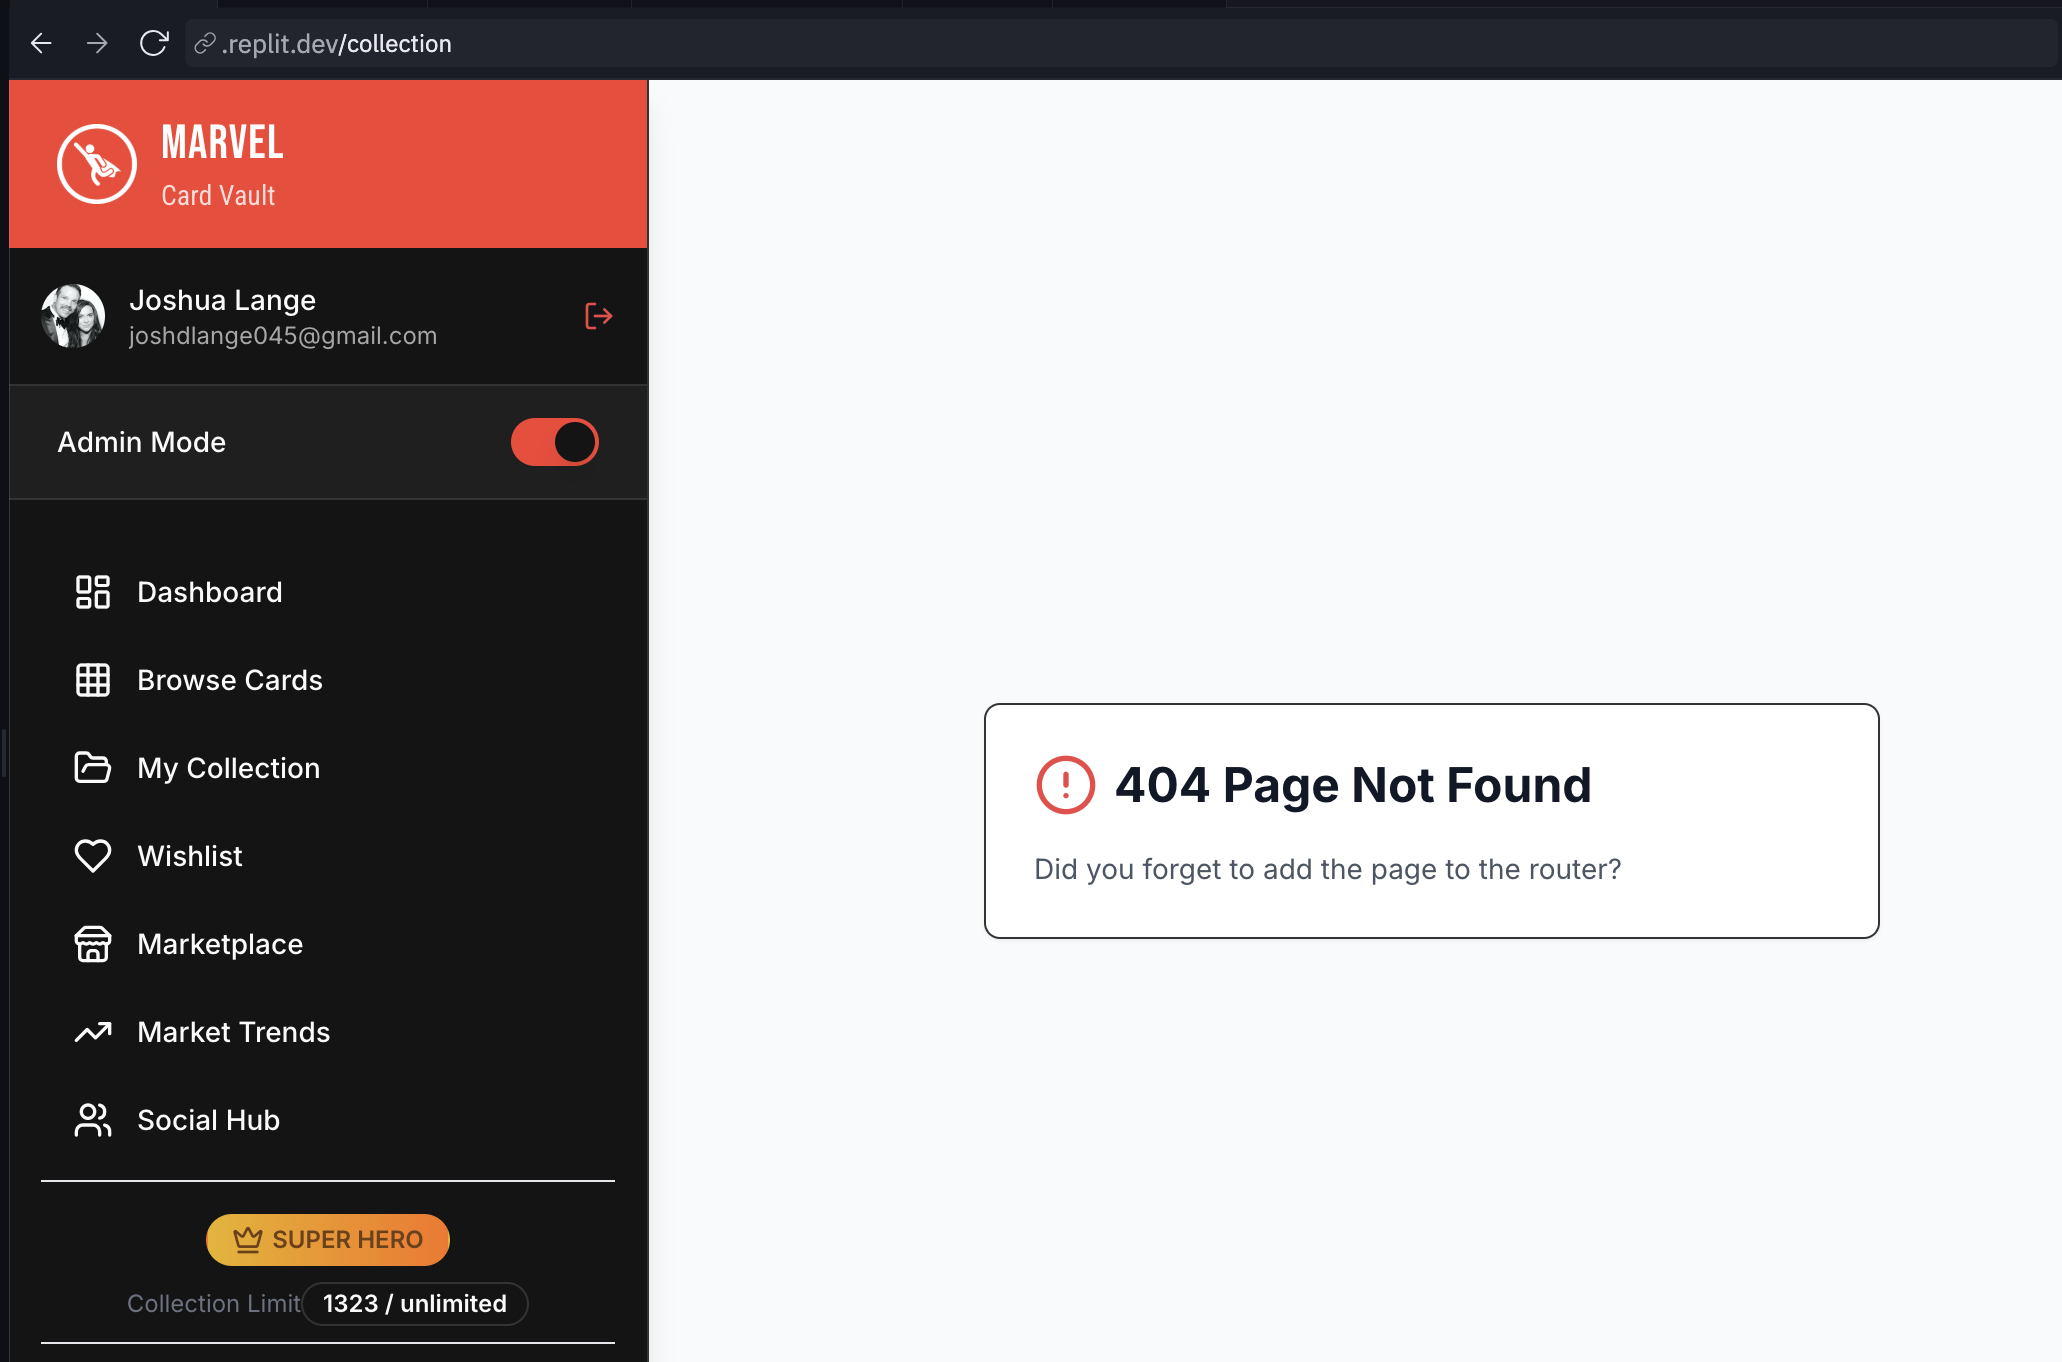 .replit.dev/collection
MARVEL
Card Vault
Joshua Lange
joshdlange045@gmail.com
Admin Mode
Dashboard
Browse Cards
My Collection
Wishlist
Marketplace
Market Trends
Social Hub
SUPER HERO
Collection Limit 1323 / unlimited
404 Page Not Found
Did you forget to add the page to the router?